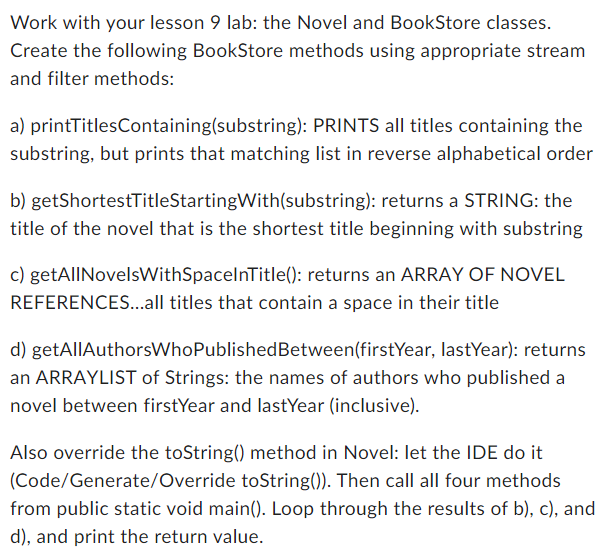 Work with your lesson 9 lab: the Novel and BookStore classes.
Create the following BookStore methods using appropriate stream
and filter methods:
a) printTitlesContaining(substring): PRINTS all titles containing the
substring, but prints that matching list in reverse alphabetical order
b) getShortestTitleStartingWith(substring): returns a STRING: the
title of the novel that is the shortest title beginning with substring
c) getAllNovelsWithSpaceInTitle(): returns an ARRAY OF NOVEL
REFERENCES...all titles that contain a space in their title
d) getAllAuthorsWhoPublishedBetween(firstYear, lastYear): returns
an ARRAYLIST of Strings: the names of authors who published a
novel between firstYear and lastYear (inclusive).
Also override the toString() method in Novel: let the IDE do it
(Code/Generate/Override toString()). Then call all four methods
from public static void main(). Loop through the results of b), c), and
d), and print the return value.